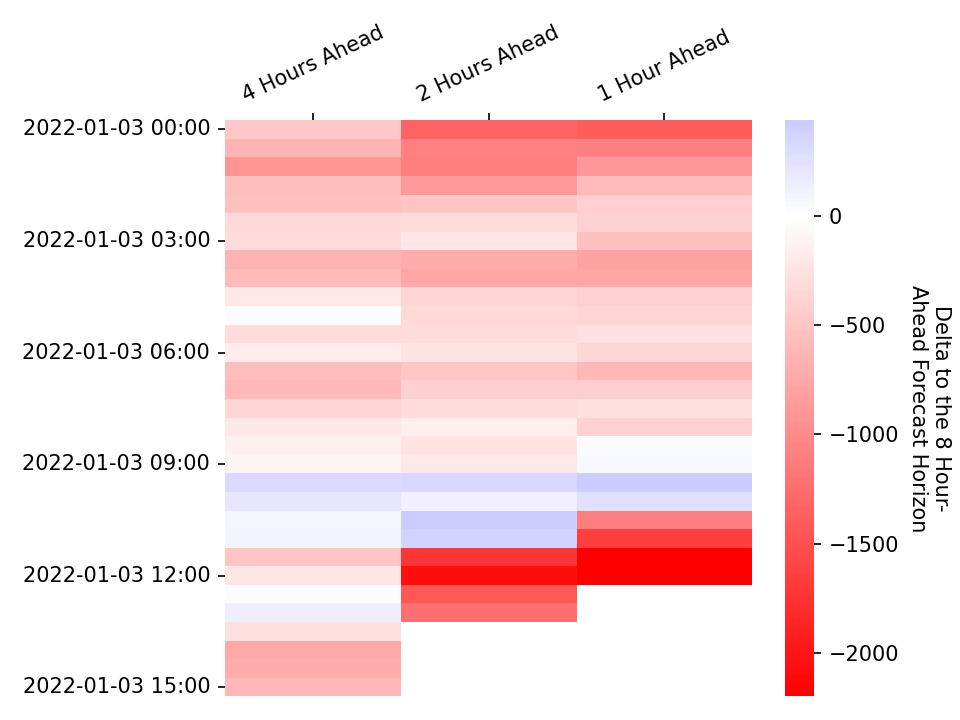 4 Hours Ahead
2 Hours Ahead
1 Hour Ahead
2022-01-03 00:00
2022-01-03 03:00
2022-01-03 06:00
2022-01-03 09:00
2022-01-03 12:00
2022-01-03 15:00
0
−500
−1000
−1500
−2000
Delta to the 8 Hour-
Ahead Forecast Horizon